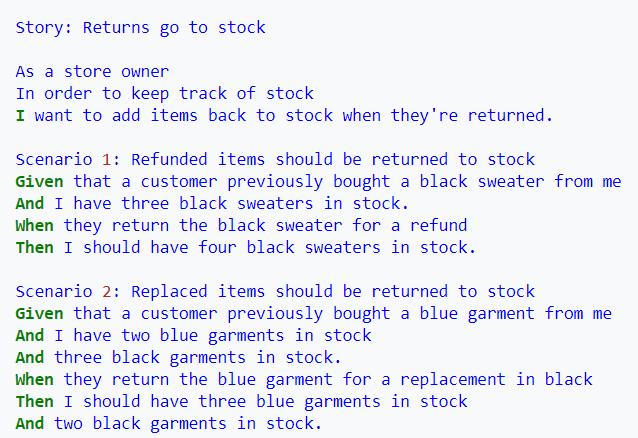 Story: Returns go to stock
As a store owner
In order to keep track of stock
I want to add items back to stock when they're returned.
Scenario 1: Refunded items should be returned to stock
Given that a customer previously bought a black sweater from me
And I have three black sweaters in stock.
When they return the black sweater for a refund
Then I should have four black sweaters in stock.
Scenario 2: Replaced items should be returned to stock
Given that a customer previously bought a blue garment from me
And I have two blue garments in stock
And three black garments in stock.
When they return the blue garment for a replacement in black
Then I should have three blue garments in stock
And two black garments in stock.